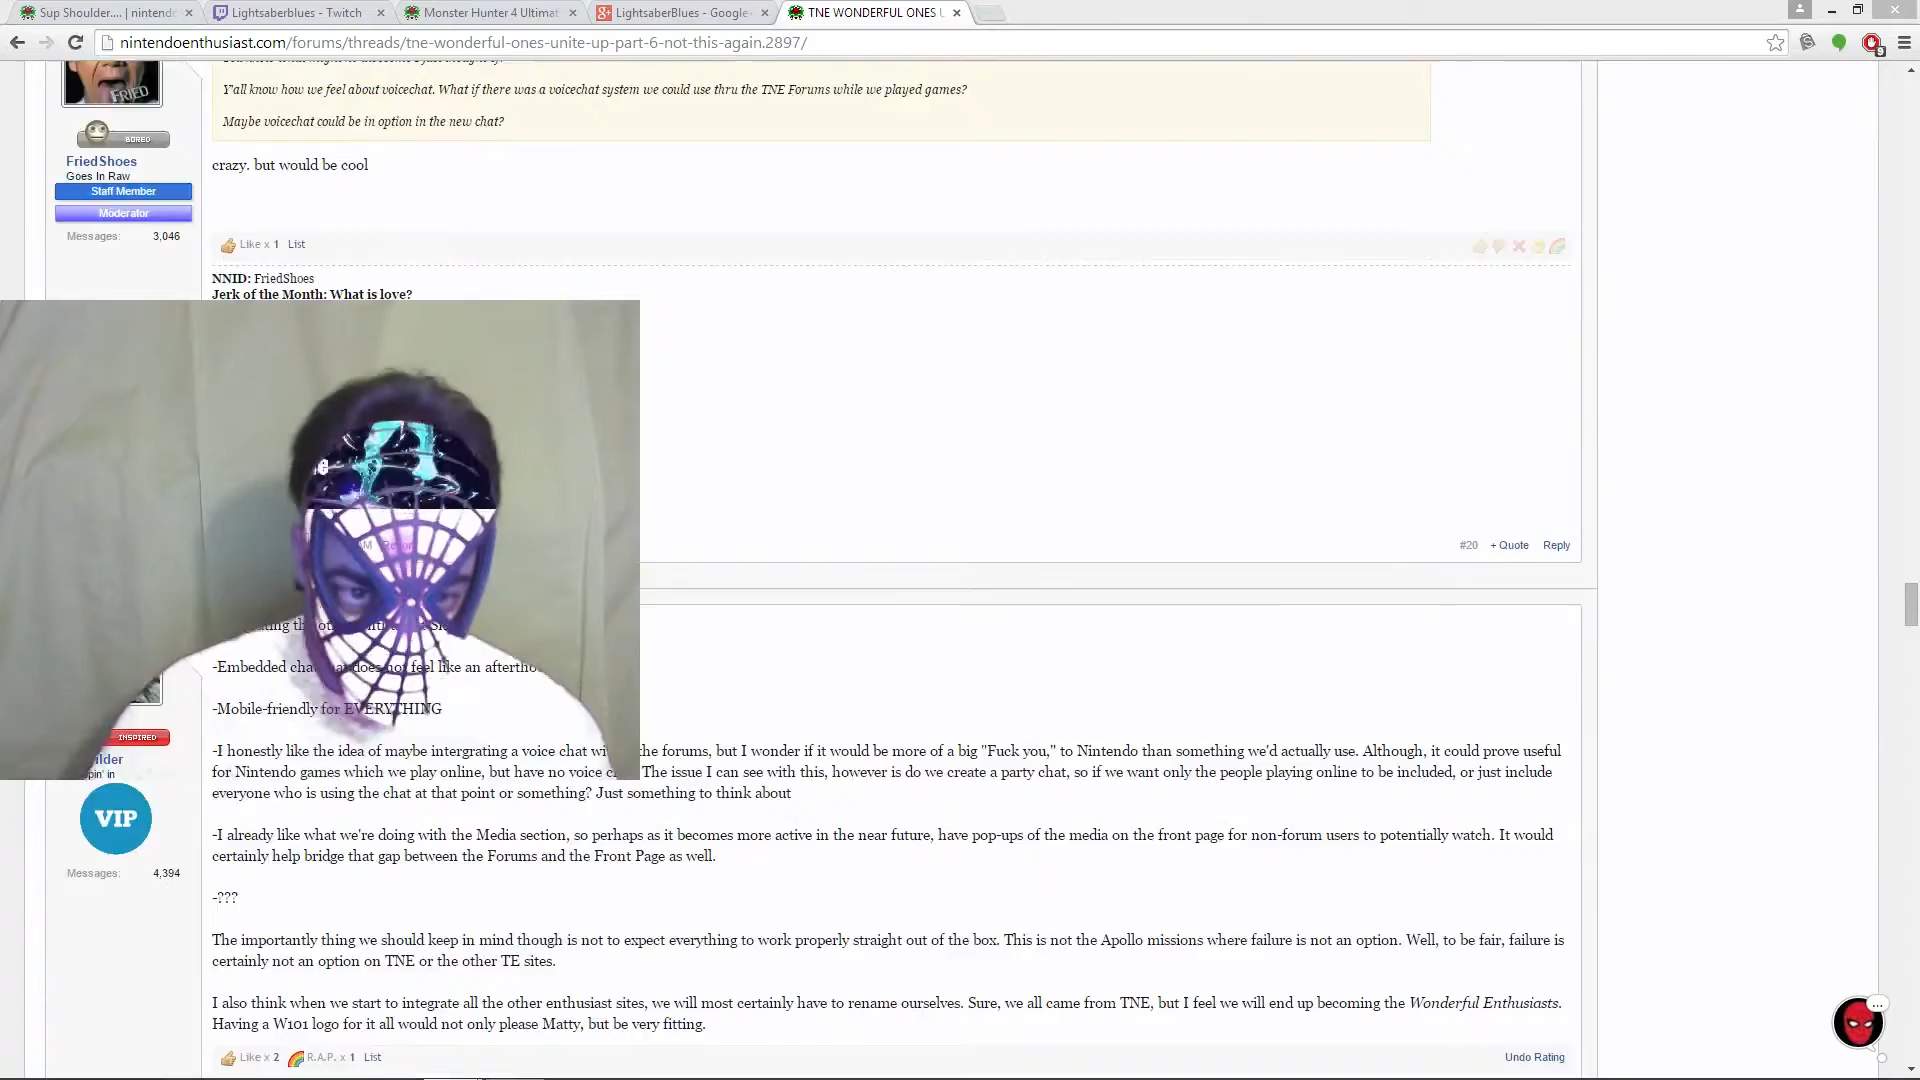 Sup Shoulder.... | nintend
Lightsaberblues - Twitch
Monster Hunter 4 Ultimat
LightsaberBlues - Google+
TNE WONDERFUL ONES U
nintendoenthusiast.com/forums/threads/tne-wonderful-ones-unite-up-part-6-not-this-again.2897/
FRIED
Y'all know how we feel about voicechat. What if there was a voicechat system we could use thru the TNE Forums while we played games?
Maybe voicechat could be in option in the new chat?
BORED
FriedShoes
Goes In Raw
Staff Member
Moderator
Messages: 3,046
crazy. but would be cool
Like x 1 List
NNID: FriedShoes
Jerk of the Month: What is love?
#20 + Quote Reply
-Embedded does not feel like an
-Mobile-friendly for EVERYTHING
INSPIRED
VIP
Messages: 4,394
-I honestly like the idea of maybe intergrating a voice chat the forums, but I wonder if it would be more of a big "Fuck you," to Nintendo than something we'd actually use. Although, it could prove useful
for Nintendo games which we play online, but have no voice The issue I can see with this, however is do we create a party chat, so if we want only the people playing online to be included, or just include
everyone who is using the chat at that point or something? Just something to think about
-I already like what we're doing with the Media section, so perhaps as it becomes more active in the near future, have pop-ups of the media on the front page for non-forum users to potentially watch. It would
certainly help bridge that gap between the Forums and the Front Page as well.
-???
The importantly thing we should keep in mind though is not to expect everything to work properly straight out of the box. This is not the Apollo missions where failure is not an option. Well, to be fair, failure is
certainly not an option on TNE or the other TE sites.
I also think when we start to integrate all the other enthusiast sites, we will most certainly have to rename ourselves. Sure, we all came from TNE, but I feel we will end up becoming the Wonderful Enthusiasts.
Having a W101 logo for it all would not only please Matty, but be very fitting.
Like x 2 R.A.P. x 1 List
Undo Rating